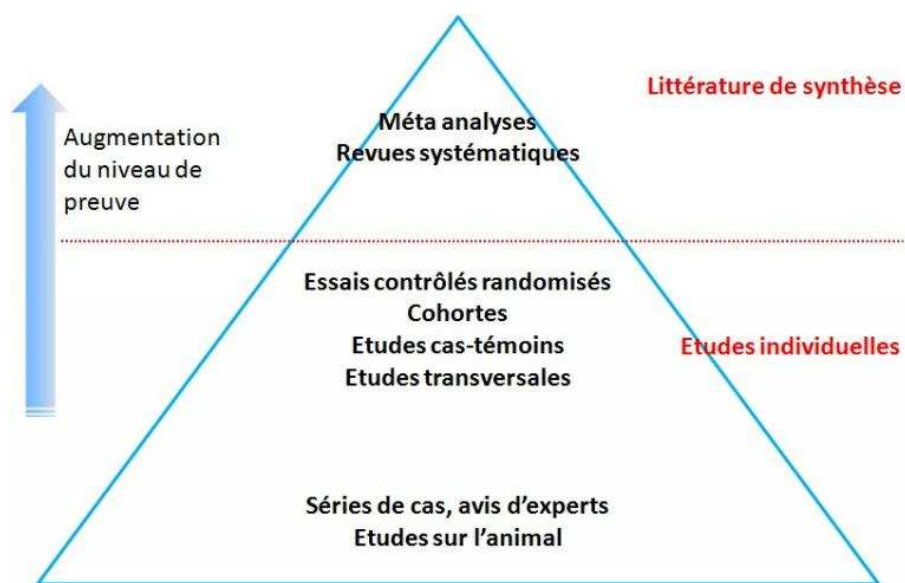 Littérature de synthèse
Méta analyses
Revues systématiques
Augmentation
du niveau de
preuve
Essais contrôlés randomisés
Cohortes
Etudes cas-témoins
Etudes transversales
Etudes individuelles
Séries de cas, avis d’experts
Etudes sur l’animal